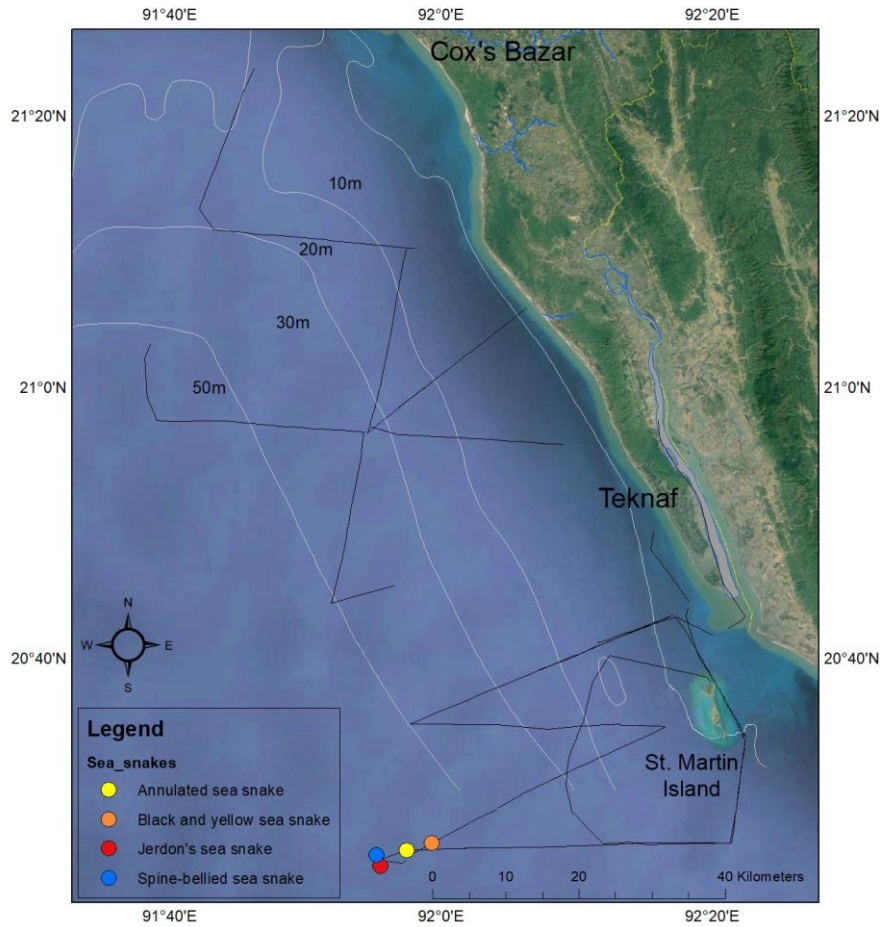 91°40'E 92°0'E 92°20'E
Cox's Bazar
21°20'N 21°20'N
10m
20m
30m
21°0'N 21°0'N
50m
Teknaf
N
W E
S
20°40'N 20°40'N
Legend
Sea_snakes
Annulated sea snake
Black and yellow sea snake
Jerdon's sea snake
Spine-bellied sea snake
St. Martin
Island
0 10 20 40 Kilometers
91°40'E 92°0'E 92°20'E